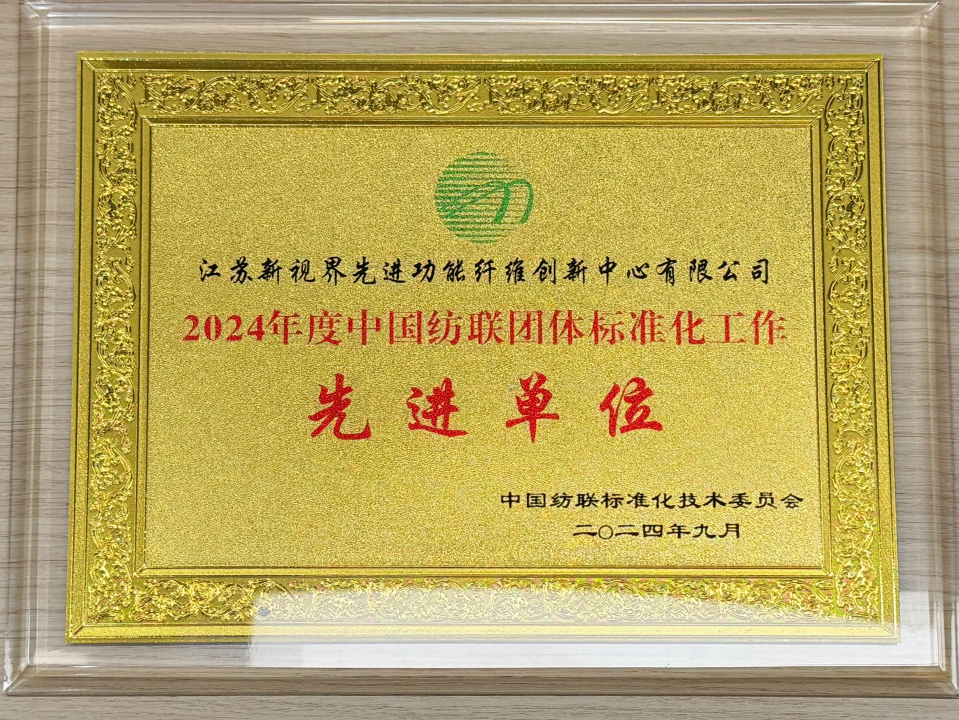 江苏新视界先进功能纤维创新中心有限公司
2024年度中国纺联团体标准化工作
先进单位
中国纺联标准化技术委员会
二〇二四年九月